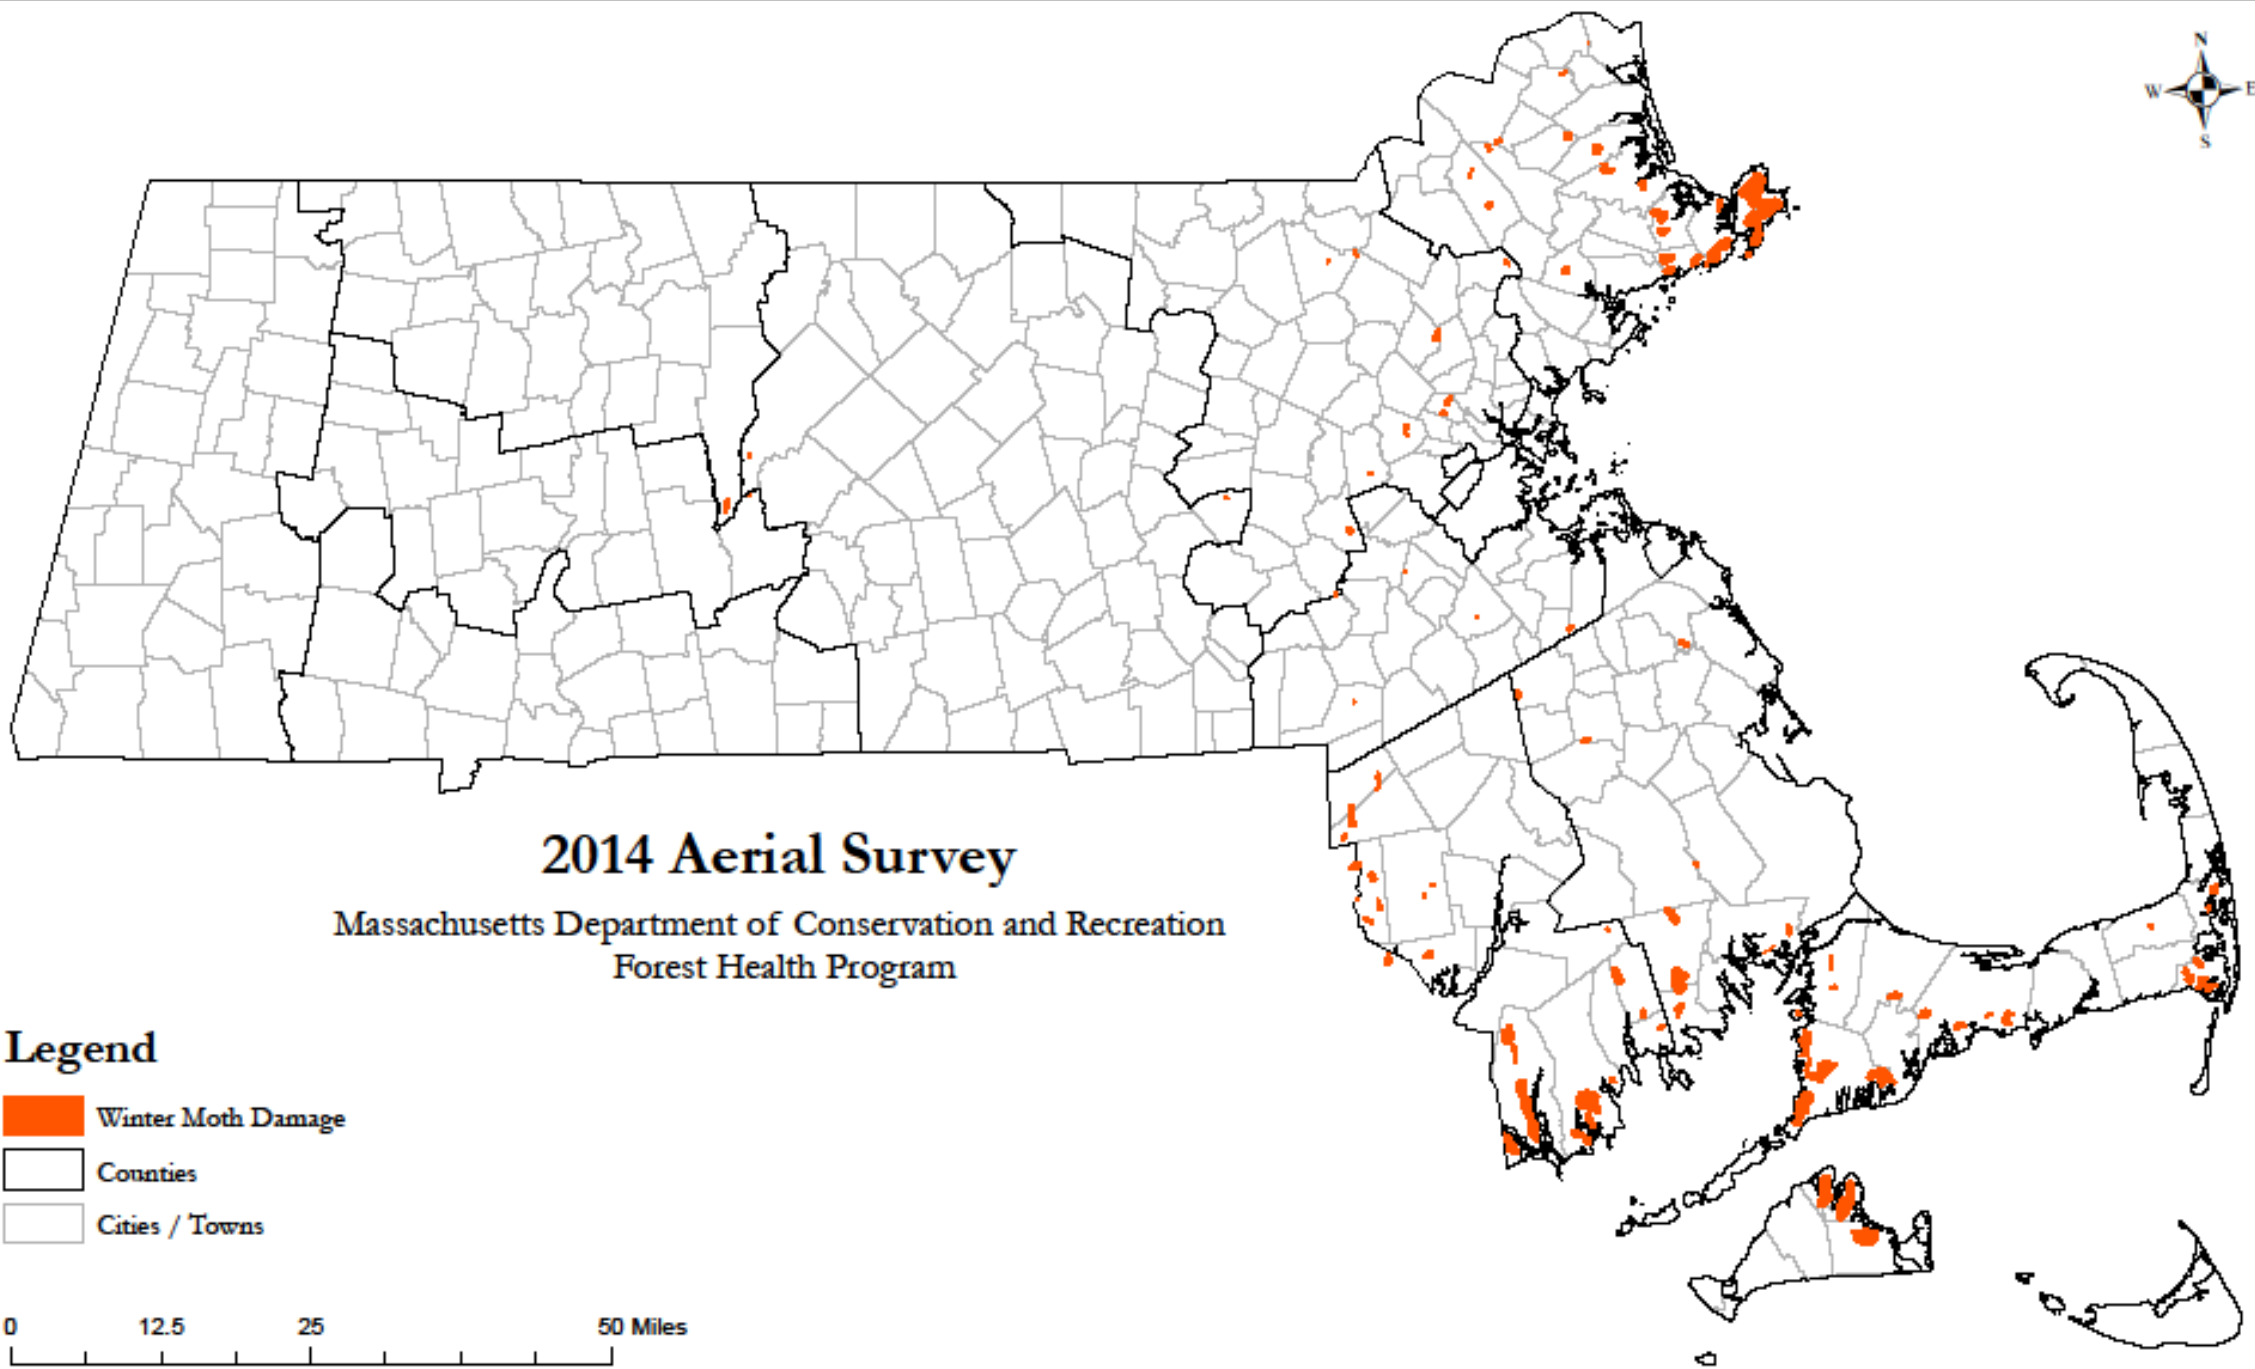 N
W E
S
2014 Aerial Survey
Massachusetts Department of Conservation and Recreation
Forest Health Program
Legend
Winter Moth Damage
Counties
Cities / Towns
0 12.5 25 50 Miles